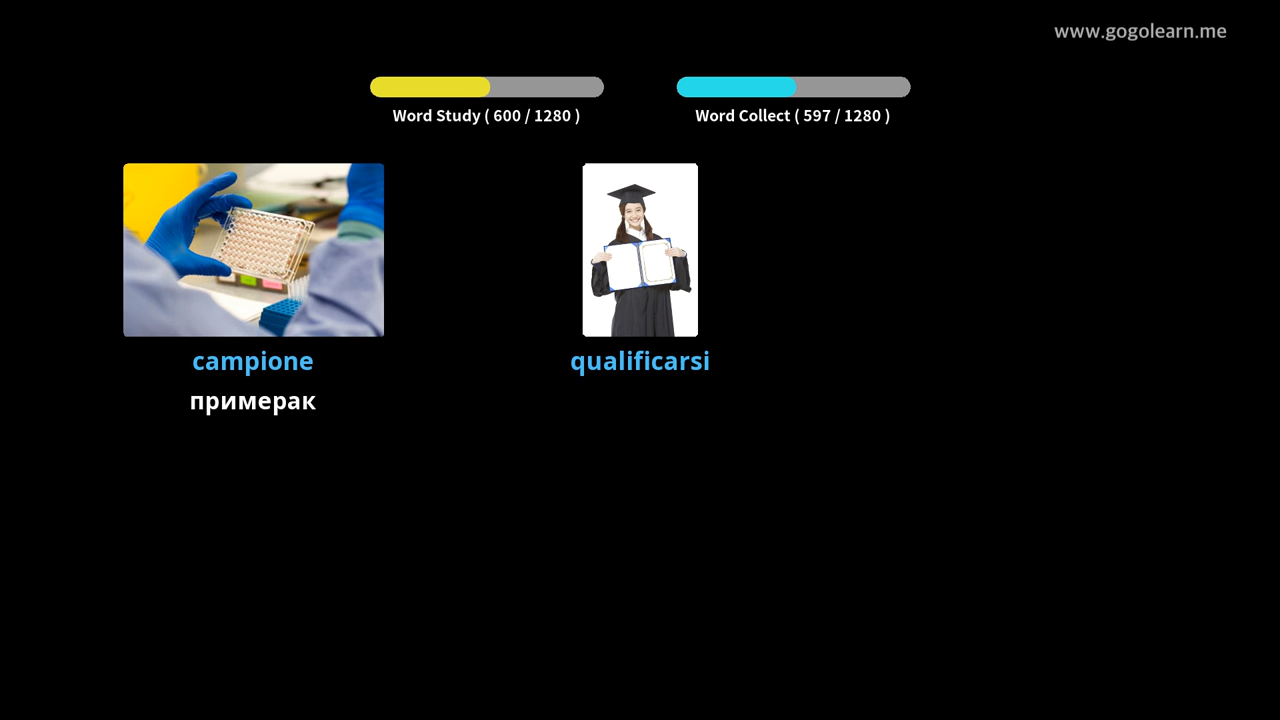 www.gogolearn.me
Word Study ( 600 / 1280 )
Word Collect ( 597 / 1280 )
campione
примерак
qualificarsi